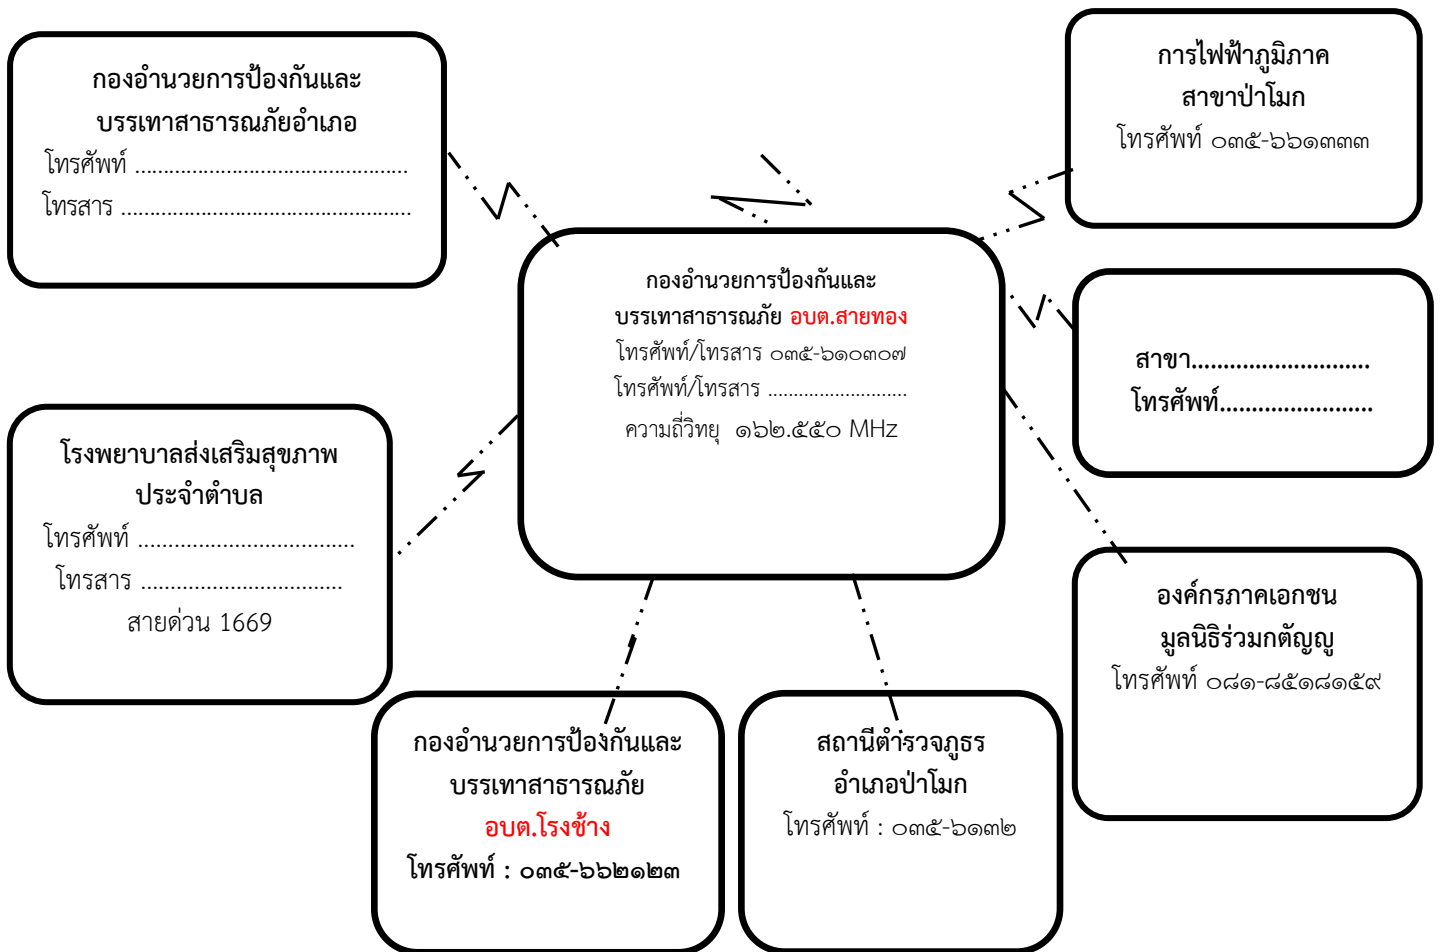 กองอำนวยการป้องกันและ
บรรเทาสาธารณภัยอำเภอ
โทรศัพท์ ..............................................
โทรสาร .................................................
การไฟฟ้าภูมิภาค
สาขาป่าโมก
โทรศัพท์ ๐๓๕-๖๖๑๓๓๓
กองอำนวยการป้องกันและ
บรรเทาสาธารณภัย อบต.สายทอง
โทรศัพท์/โทรสาร ๐๓๕-๖๑๐๓๐๗
โทรศัพท์/โทรสาร ..........................
ความถี่วิทยุ ๑๖๒.๕๕๐ MHz
สาขา............................
โทรศัพท์........................
โรงพยาบาลส่งเสริมสุขภาพ
ประจำตำบล
โทรศัพท์ ....................................
โทรสาร ..................................
สายด่วน 1669
องค์กรภาคเอกชน
มูลนิธิร่วมกตัญญู
โทรศัพท์ ๐๘๑-๘๕๑๘๑๕๙
กองอำนวยการป้องกันและ
บรรเทาสาธารณภัย
อบต.โรงช้าง
โทรศัพท์ : ๐๓๕-๖๖๒๑๒๓
สถานีตำรวจภูธร
อำเภอป่าโมก
โทรศัพท์ : ๐๓๕-๖๑๓๒